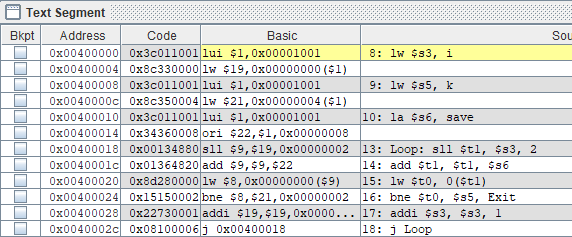 Text Segment
Bkpt Address Code Basic Sou
0x00400000 0x3c011001 lui $1,0x00001001 8: lw $s3, i
0x00400004 0x8c330000 lw $19,0x00000000($1)
0x00400008 0x3c011001 lui $1,0x00001001 9: lw $s5, k
0x0040000c 0x8c350004 lw $21,0x00000004($1)
0x00400010 0x3c011001 lui $1,0x00001001 10: la $s6, save
0x00400014 0x34360008 ori $22,$1,0x00000008
0x00400018 0x00134880 sll $9,$19,0x00000002 13: Loop: sll $t1, $s3, 2
0x0040001c 0x01364820 add $9,$9,$22 14: add $t1, $t1, $s6
0x00400020 0x8d280000 lw $8,0x00000000($9) 15: lw $t0, 0($t1)
0x00400024 0x15150002 bne $8,$21,0x00000002 16: bne $t0, $s5, Exit
0x00400028 0x22730001 addi $19,$19,0x0000... 17: addi $s3, $s3, 1
0x0040002c 0x08100006 j 0x00400018 18: j Loop